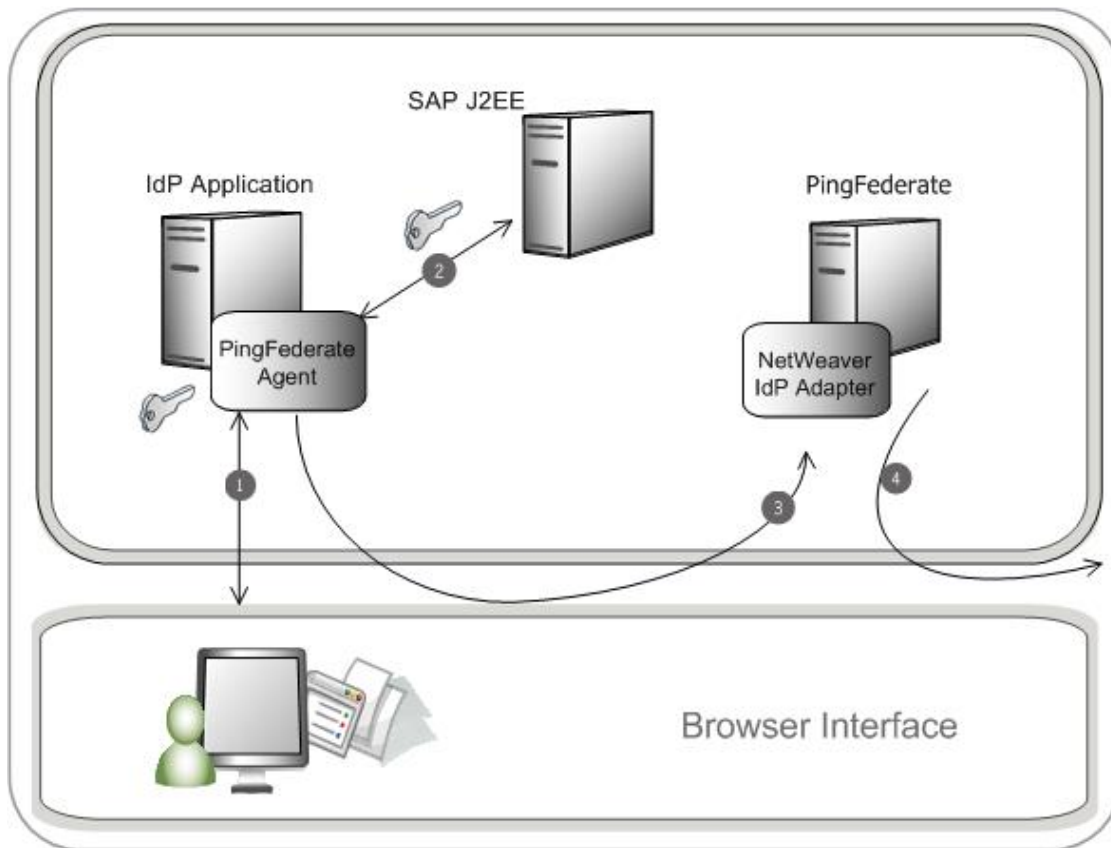 SAP J2EE
IdP Application
PingFederate
2
PingFederate
Agent
NetWeaver
IdP Adapter
1
3
4
Browser Interface